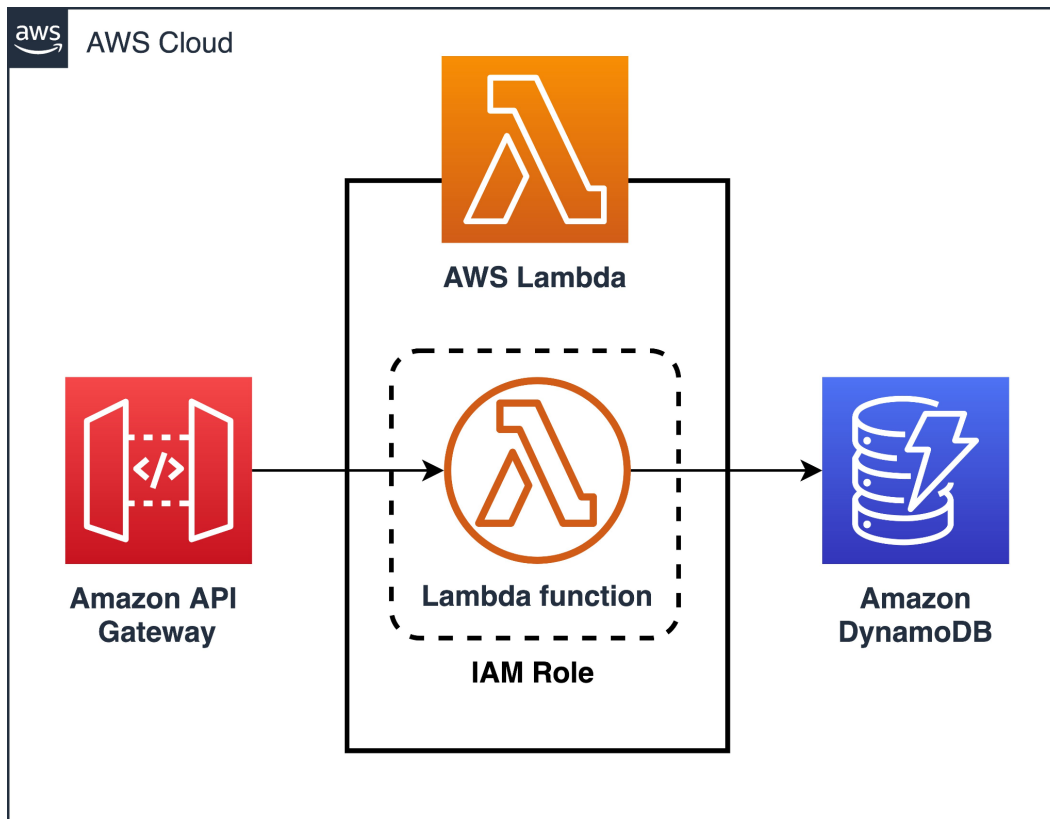 aws
AWS Cloud
AWS Lambda
</>
Amazon API
Gateway
Lambda function
IAM Role
Amazon
DynamoDB